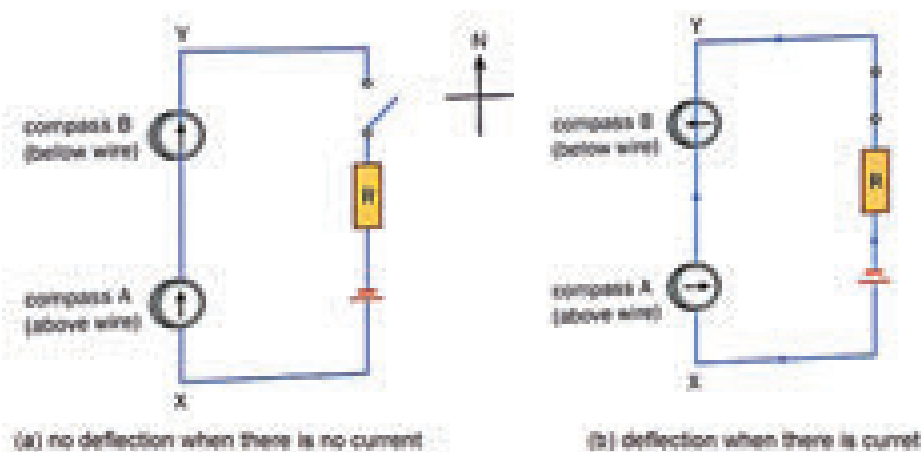 Y
N
compass B
(below wire)
R
compass A
(above wire)
X
(a) no deflection when there is no current
Y
compass B
(below wire)
R
compass A
(above wire)
X
(b) deflection when there is curret